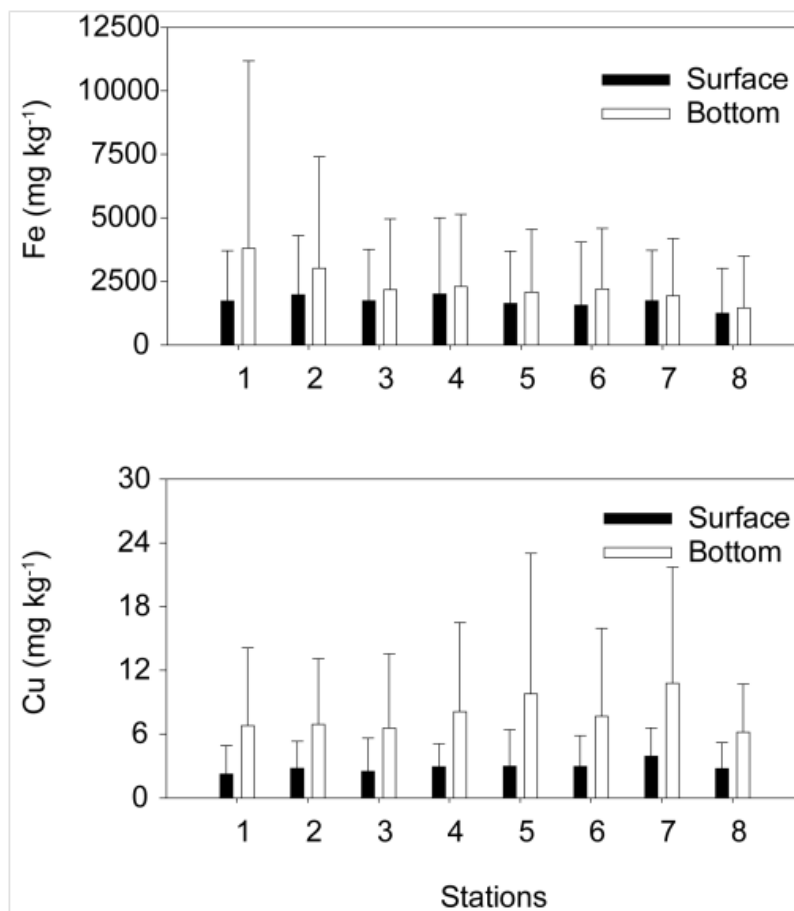 12500
10000
7500
5000
2500
0
Fe (mg kg⁻¹)
Surface
Bottom
1 2 3 4 5 6 7 8
30
24
18
12
6
0
Cu (mg kg⁻¹)
Surface
Bottom
1 2 3 4 5 6 7 8
Stations